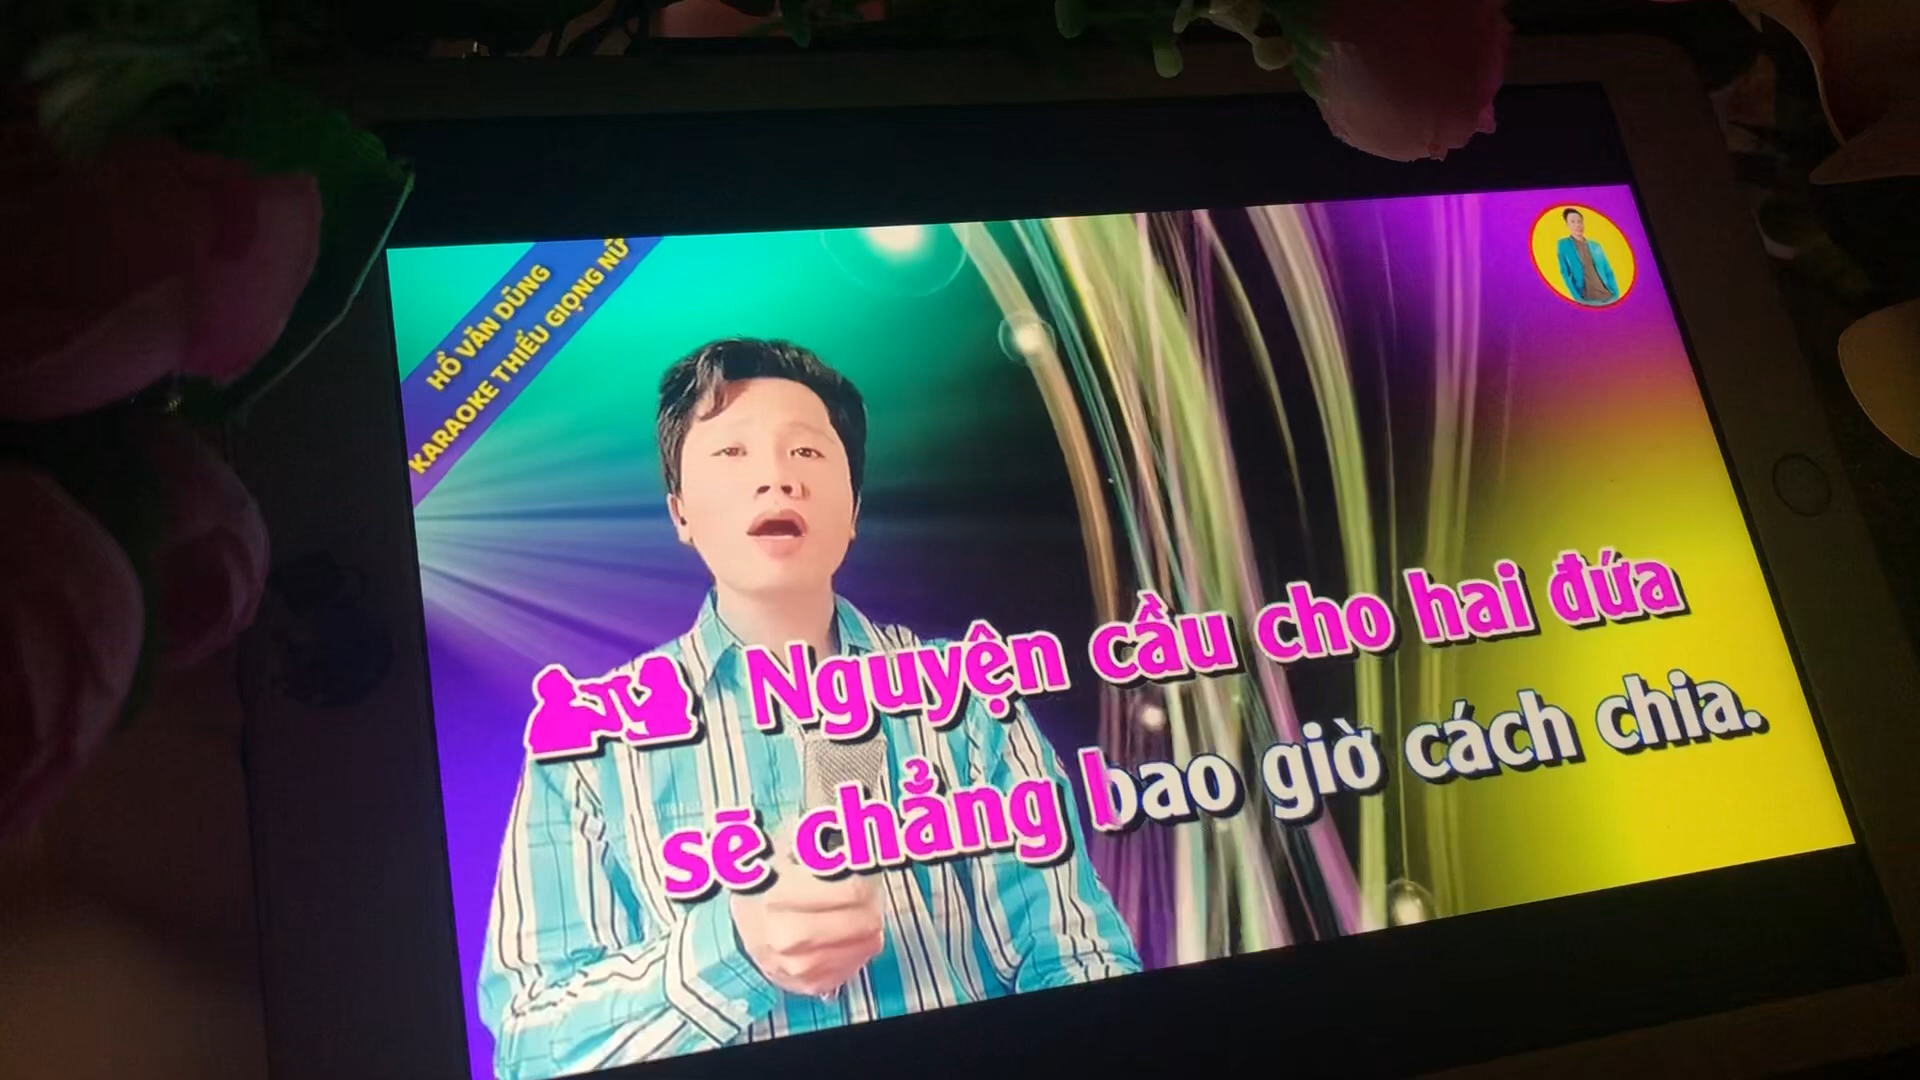 HỒ VĂN DŨNG
KARAOKE THIẾU GIỌNG NỮ
Nguyện cầu cho hai đứa
sẽ chẳng bao giờ cách chia.